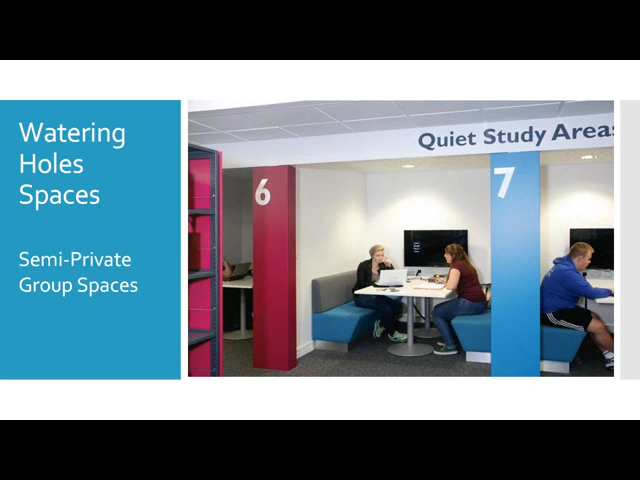 Watering
Holes
Spaces
Semi-Private
Group Spaces
Quiet Study Areas
6
7